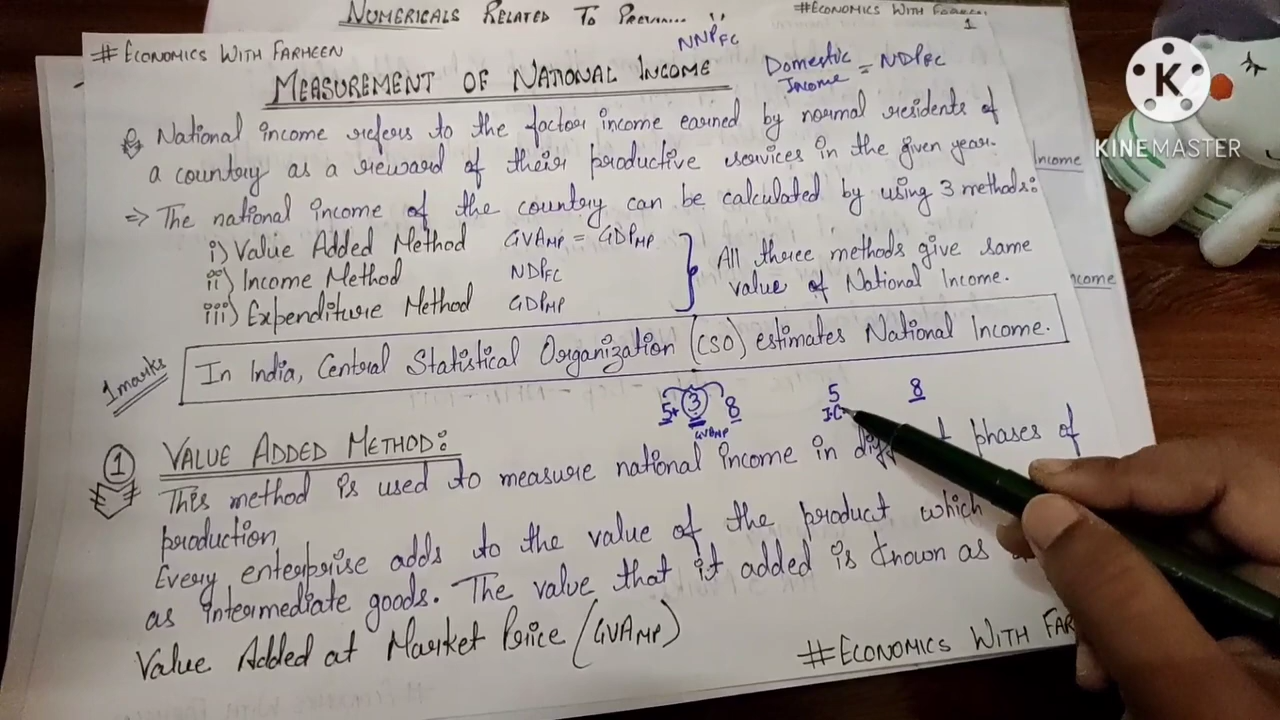 NUMERICALS RELATED TO
#ECONOMICS WITH
1
#ECONOMICS WITH FARHEEN
NNPFC
MEASUREMENT OF NATIONAL INCOME
Domestic Income = NDPFC
KINEMASTER
National income refers to the factor income earned by normal residents of
a country as a reward of their productive services in the given year.
Income
=> The national income of the country can be calculated by using 3 methods:
i) Value Added Method GVAMP = GDPMP
ii) Income Method NDPFC
iii) Expenditure Method GDPMP
All three methods give same
value of National Income.
ncome
1 marks
In India, Central Statistical Organization (CSO) estimates National Income.
5+ 3 8
GVAMP
5 8
I.C
1 VALUE ADDED METHOD:
This method is used to measure national income in phases of
production
Every enterprise adds to the value of the product which
as intermediate goods. The value that it added is known as
Value Added at Market Price (GVAMP)
#ECONOMICS WITH FAR